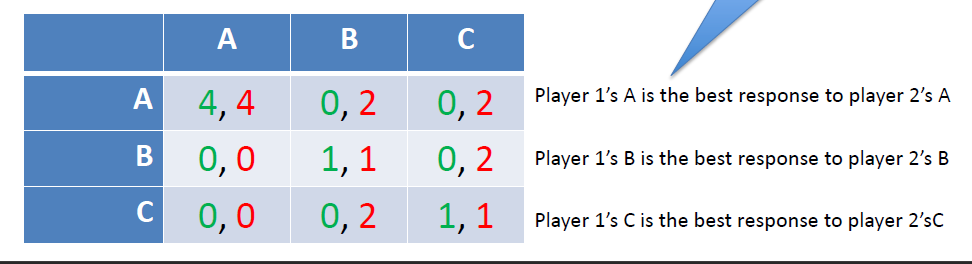 A B C
A 4, 4 0, 2 0, 2 Player 1's A is the best response to player 2's A
B 0, 0 1, 1 0, 2 Player 1's B is the best response to player 2's B
C 0, 0 0, 2 1, 1 Player 1's C is the best response to player 2'sC